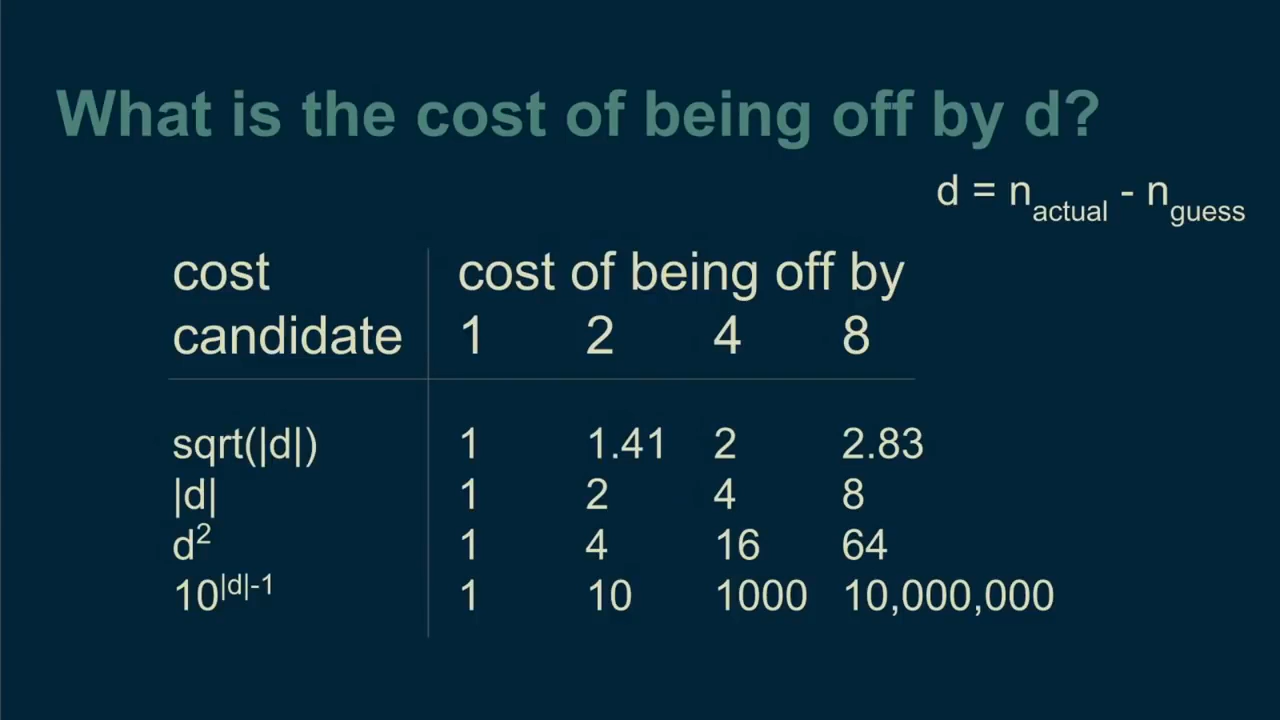 What is the cost of being off by d?
d = n_actual - n_guess
cost cost of being off by
candidate 1 2 4 8
sqrt(|d|) 1 1.41 2 2.83
|d| 1 2 4 8
d² 1 4 16 64
10^|d|-1 1 10 1000 10,000,000